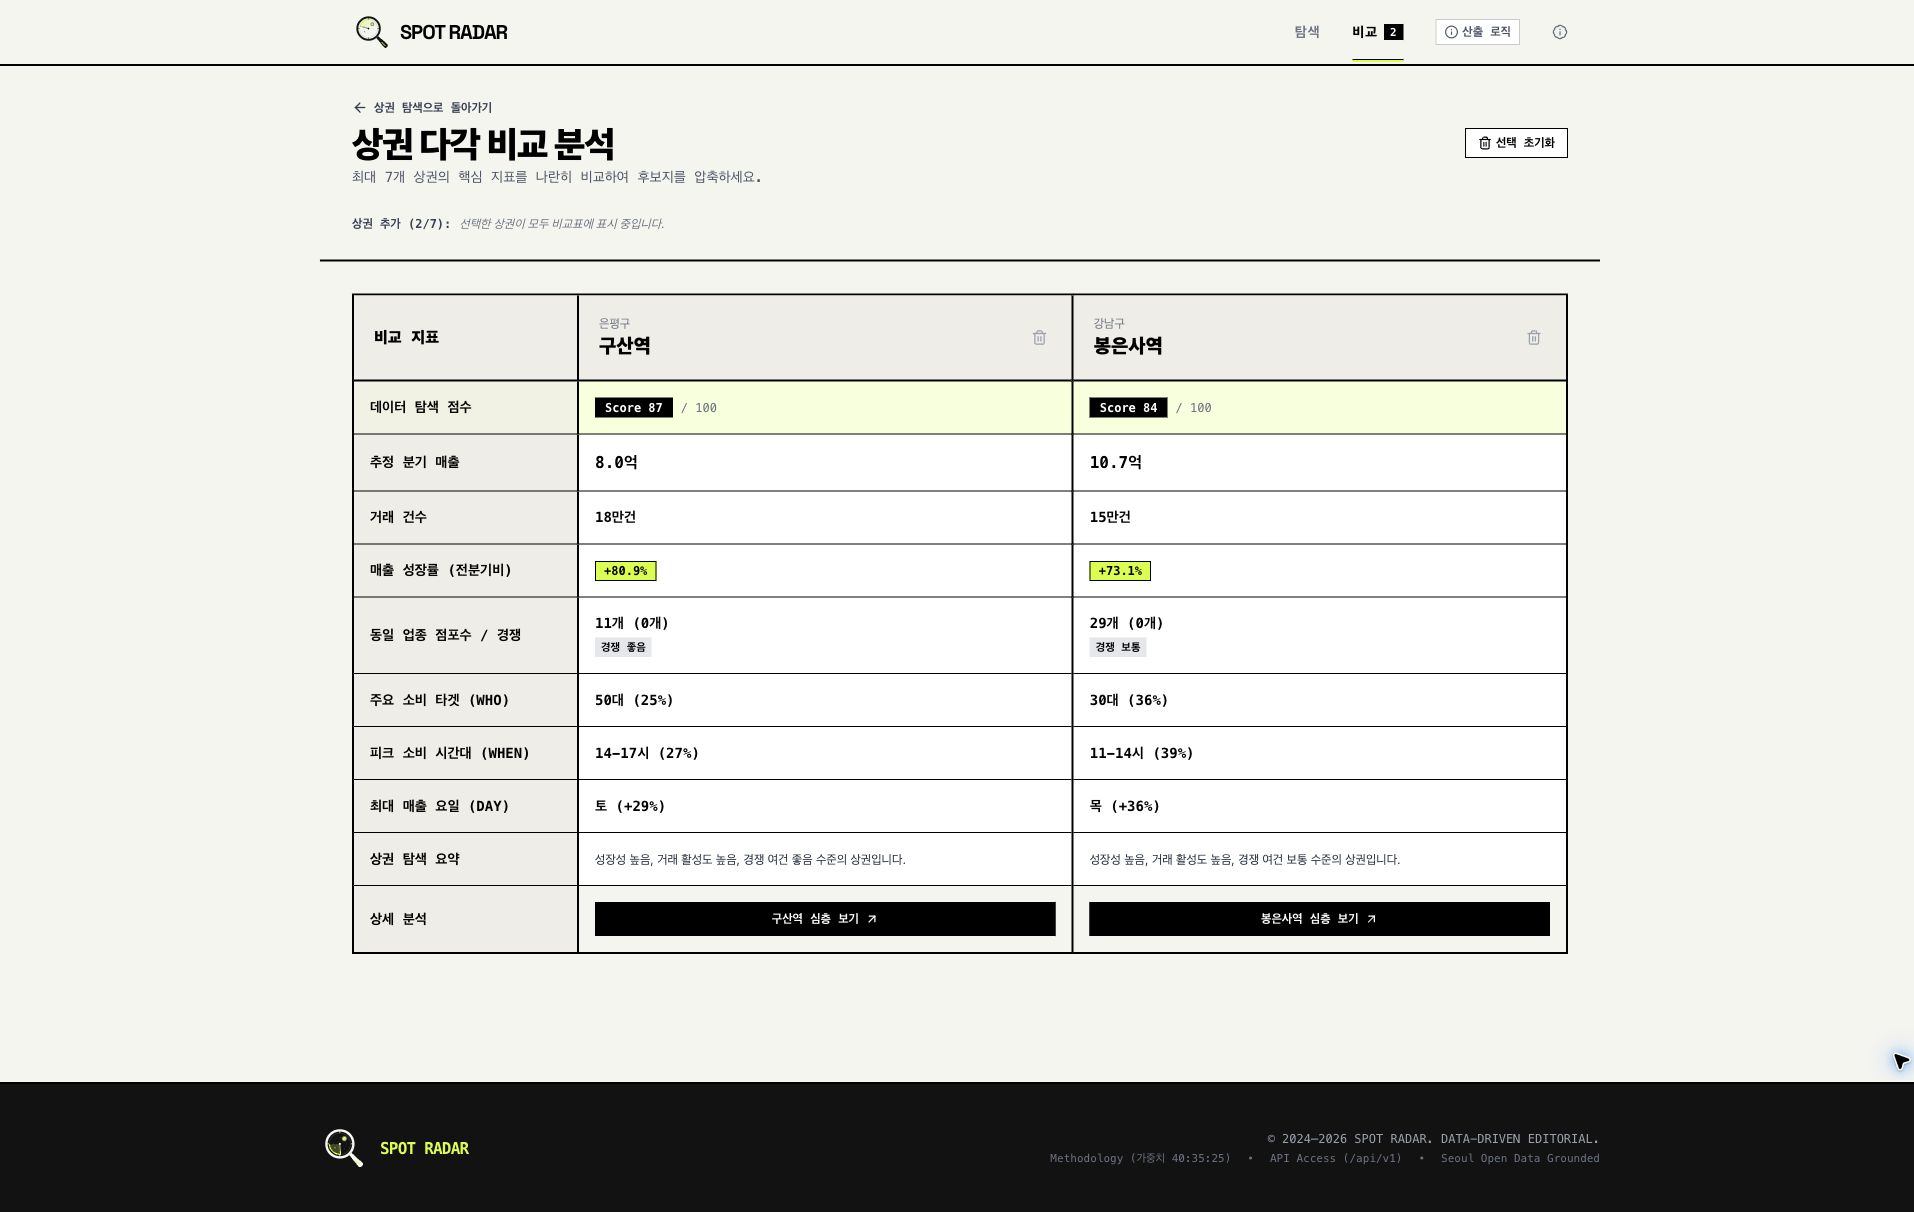 SPOT RADAR
탐색
비교 2
산출 로직
상권 탐색으로 돌아가기
상권 다각 비교 분석
선택 초기화
최대 7개 상권의 핵심 지표를 나란히 비교하여 후보지를 압축하세요.
상권 추가 (2/7): 선택한 상권이 모두 비교표에 표시 중입니다.
비교 지표
은평구
구산역
강남구
봉은사역
데이터 탐색 점수
Score 87 / 100
Score 84 / 100
추정 분기 매출
8.0억
10.7억
거래 건수
18만건
15만건
매출 성장률 (전분기비)
+80.9%
+73.1%
동일 업종 점포수 / 경쟁
11개 (0개)
경쟁 좋음
29개 (0개)
경쟁 보통
주요 소비 타겟 (WHO)
50대 (25%)
30대 (36%)
피크 소비 시간대 (WHEN)
14–17시 (27%)
11–14시 (39%)
최대 매출 요일 (DAY)
토 (+29%)
목 (+36%)
상권 탐색 요약
성장성 높음, 거래 활성도 높음, 경쟁 여건 좋음 수준의 상권입니다.
성장성 높음, 거래 활성도 높음, 경쟁 여건 보통 수준의 상권입니다.
상세 분석
구산역 심층 보기 ↗
봉은사역 심층 보기 ↗
SPOT RADAR
© 2024–2026 SPOT RADAR. DATA–DRIVEN EDITORIAL.
Methodology (가중치 40:35:25) • API Access (/api/v1) • Seoul Open Data Grounded